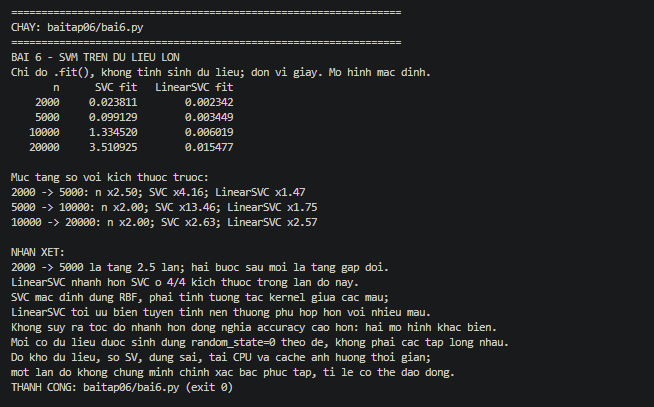 =================================================================
CHAY: baitap06/bai6.py
=================================================================
BAI 6 - SVM TREN DU LIEU LON
Chi do .fit(), khong tinh sinh du lieu; don vi giay. Mo hinh mac dinh.
n SVC fit LinearSVC fit
2000 0.023811 0.002342
5000 0.099129 0.003449
10000 1.334520 0.006019
20000 3.510925 0.015477
Muc tang so voi kich thuoc truoc:
2000 -> 5000: n x2.50; SVC x4.16; LinearSVC x1.47
5000 -> 10000: n x2.00; SVC x13.46; LinearSVC x1.75
10000 -> 20000: n x2.00; SVC x2.63; LinearSVC x2.57
NHAN XET:
2000 -> 5000 la tang 2.5 lan; hai buoc sau moi la tang gap doi.
LinearSVC nhanh hon SVC o 4/4 kich thuoc trong lan do nay.
SVC mac dinh dung RBF, phai tinh tuong tac kernel giua cac mau;
LinearSVC toi uu bien tuyen tinh nen thuong phu hop hon voi nhieu mau.
Khong suy ra toc do nhanh hon dong nghia accuracy cao hon: hai mo hinh khac bien.
Moi co du lieu duoc sinh dung random_state=0 theo de, khong phai cac tap long nhau.
Do kho du lieu, so SV, dung sai, tai CPU va cache anh huong thoi gian;
mot lan do khong chung minh chinh xac bac phuc tap, ti le co the dao dong.
THANH CONG: baitap06/bai6.py (exit 0)